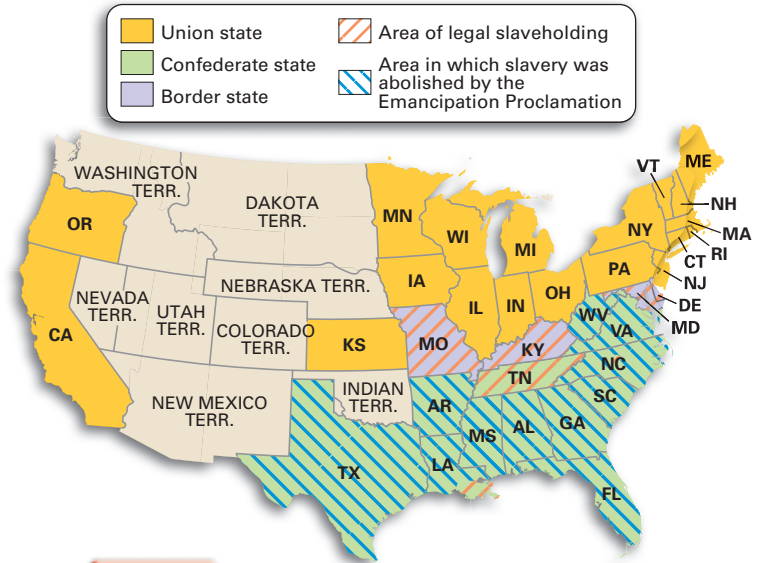 Union state
Confederate state
Border state
Area of legal slaveholding
Area in which slavery was
abolished by the
Emancipation Proclamation
WASHINGTON
TERR.
OR
CA
NEVADA
TERR.
UTAH
TERR.
DAKOTA
TERR.
NEBRASKA TERR.
COLORADO
TERR.
NEW MEXICO
TERR.
INDIAN
TERR.
KS
MN
IA
WI
IL
MI
IN
OH
MO
KY
TN
AR
LA
TX
MS
AL
GA
FL
SC
NC
VA
WV
PA
NY
VT
ME
NH
MA
RI
CT
NJ
DE
MD